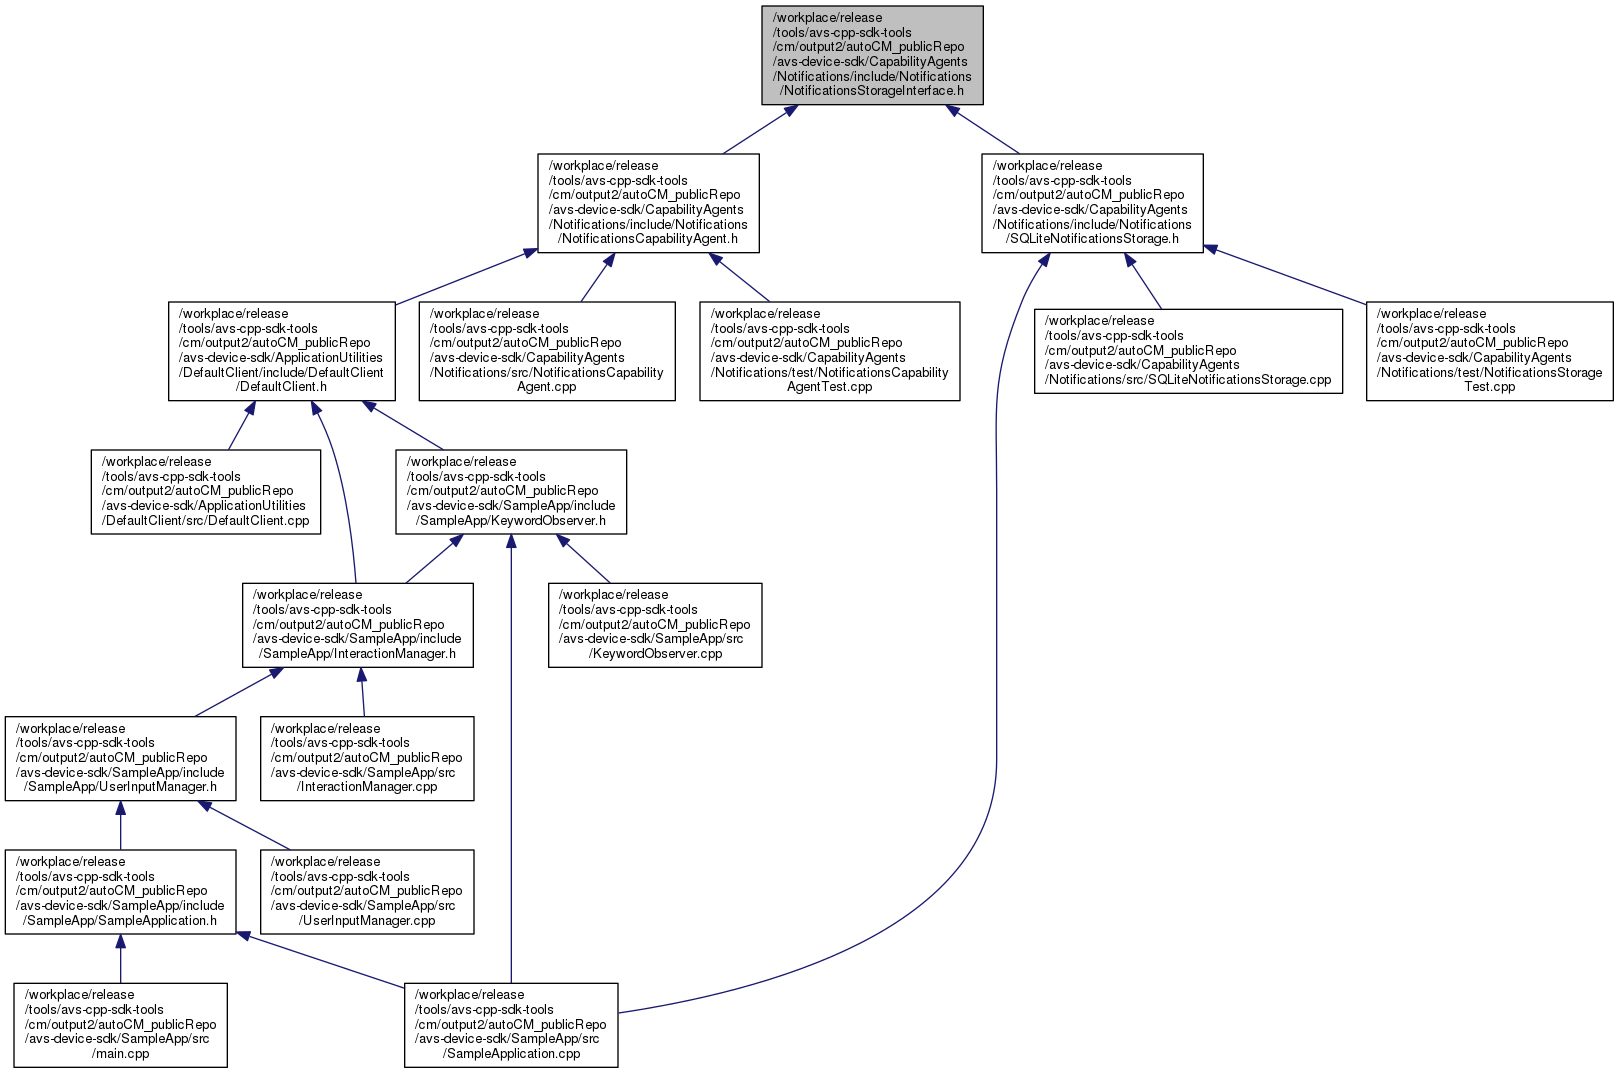 /workplace/release
/tools/avs-cpp-sdk-tools
/cm/output2/autoCM_publicRepo
/avs-device-sdk/CapabilityAgents
/Notifications/include/Notifications
/NotificationsStorageInterface.h
/workplace/release
/tools/avs-cpp-sdk-tools
/cm/output2/autoCM_publicRepo
/avs-device-sdk/CapabilityAgents
/Notifications/include/Notifications
/NotificationsCapabilityAgent.h
/workplace/release
/tools/avs-cpp-sdk-tools
/cm/output2/autoCM_publicRepo
/avs-device-sdk/CapabilityAgents
/Notifications/include/Notifications
/SQLiteNotificationsStorage.h
/workplace/release
/tools/avs-cpp-sdk-tools
/cm/output2/autoCM_publicRepo
/avs-device-sdk/ApplicationUtilities
/DefaultClient/include/DefaultClient
/DefaultClient.h
/workplace/release
/tools/avs-cpp-sdk-tools
/cm/output2/autoCM_publicRepo
/avs-device-sdk/CapabilityAgents
/Notifications/src/NotificationsCapability
Agent.cpp
/workplace/release
/tools/avs-cpp-sdk-tools
/cm/output2/autoCM_publicRepo
/avs-device-sdk/CapabilityAgents
/Notifications/test/NotificationsCapability
AgentTest.cpp
/workplace/release
/tools/avs-cpp-sdk-tools
/cm/output2/autoCM_publicRepo
/avs-device-sdk/CapabilityAgents
/Notifications/src/SQLiteNotificationsStorage.cpp
/workplace/release
/tools/avs-cpp-sdk-tools
/cm/output2/autoCM_publicRepo
/avs-device-sdk/CapabilityAgents
/Notifications/test/NotificationsStorage
Test.cpp
/workplace/release
/tools/avs-cpp-sdk-tools
/cm/output2/autoCM_publicRepo
/avs-device-sdk/ApplicationUtilities
/DefaultClient/src/DefaultClient.cpp
/workplace/release
/tools/avs-cpp-sdk-tools
/cm/output2/autoCM_publicRepo
/avs-device-sdk/SampleApp/include
/SampleApp/KeywordObserver.h
/workplace/release
/tools/avs-cpp-sdk-tools
/cm/output2/autoCM_publicRepo
/avs-device-sdk/SampleApp/include
/SampleApp/InteractionManager.h
/workplace/release
/tools/avs-cpp-sdk-tools
/cm/output2/autoCM_publicRepo
/avs-device-sdk/SampleApp/src
/KeywordObserver.cpp
/workplace/release
/tools/avs-cpp-sdk-tools
/cm/output2/autoCM_publicRepo
/avs-device-sdk/SampleApp/include
/SampleApp/UserInputManager.h
/workplace/release
/tools/avs-cpp-sdk-tools
/cm/output2/autoCM_publicRepo
/avs-device-sdk/SampleApp/src
/InteractionManager.cpp
/workplace/release
/tools/avs-cpp-sdk-tools
/cm/output2/autoCM_publicRepo
/avs-device-sdk/SampleApp/include
/SampleApp/SampleApplication.h
/workplace/release
/tools/avs-cpp-sdk-tools
/cm/output2/autoCM_publicRepo
/avs-device-sdk/SampleApp/src
/UserInputManager.cpp
/workplace/release
/tools/avs-cpp-sdk-tools
/cm/output2/autoCM_publicRepo
/avs-device-sdk/SampleApp/src
/main.cpp
/workplace/release
/tools/avs-cpp-sdk-tools
/cm/output2/autoCM_publicRepo
/avs-device-sdk/SampleApp/src
/SampleApplication.cpp